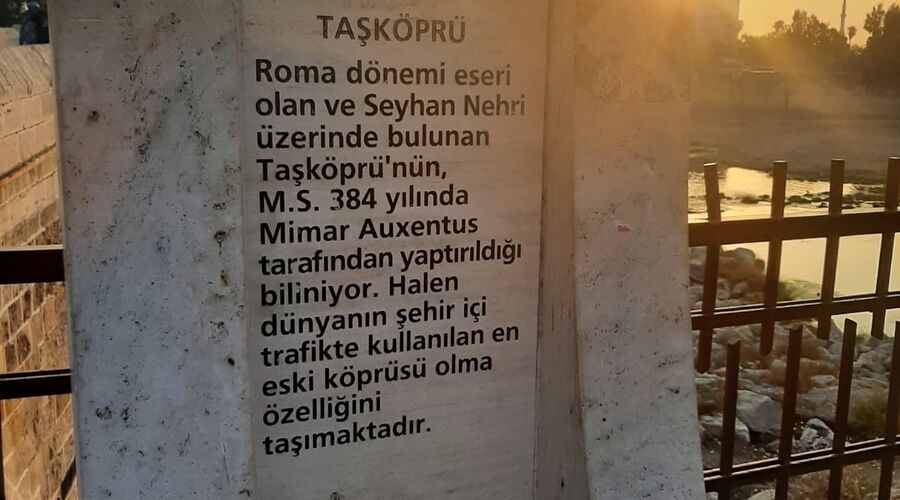 TAŞKÖPRÜ
Roma dönemi eseri
olan ve Seyhan Nehri
üzerinde bulunan
Taşköprü'nün,
M.S. 384 yılında
Mimar Auxentus
tarafından yaptırıldığı
biliniyor. Halen
dünyanın şehir içi
trafikte kullanılan en
eski köprüsü olma
özelliğini
taşımaktadır.